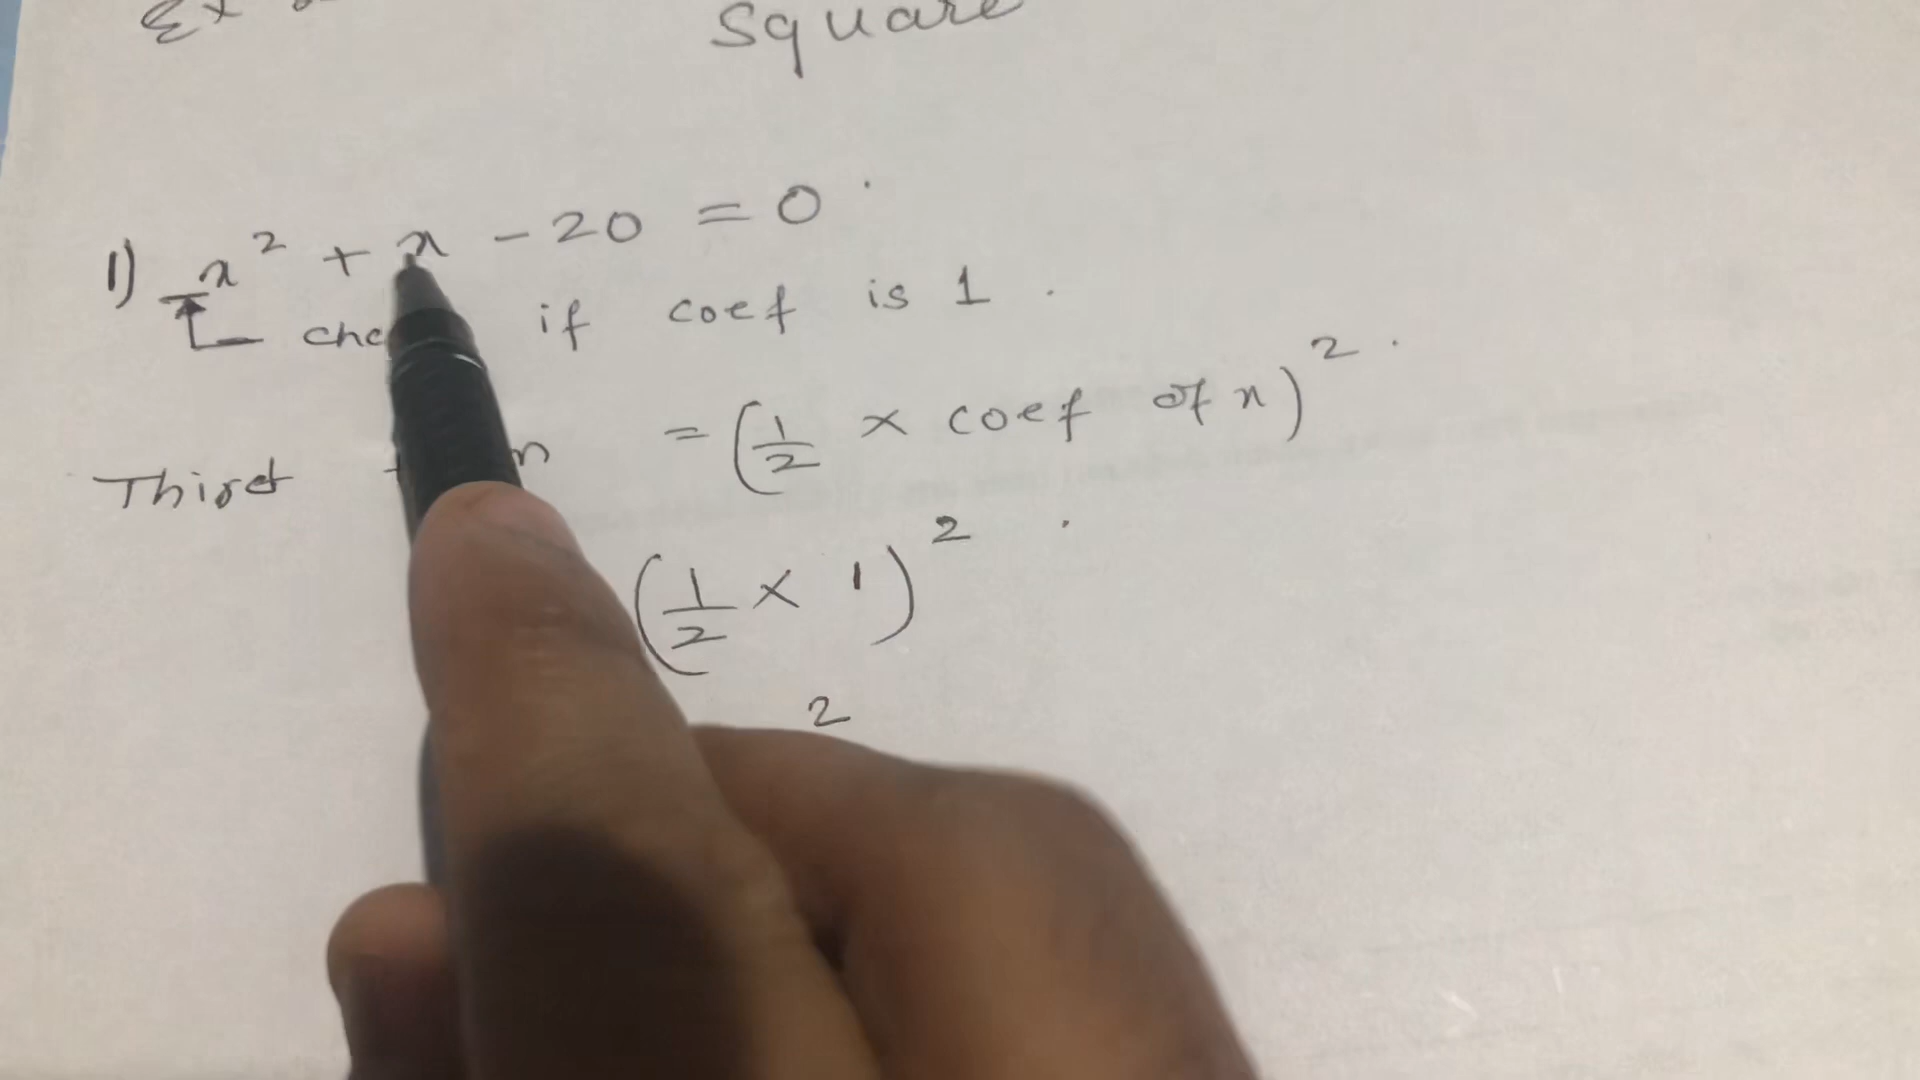 Ex
Square
1) x² + x - 20 = 0
if coef is 1.
Third = (1/2 × coef of x)².
(1/2 × 1)²
2